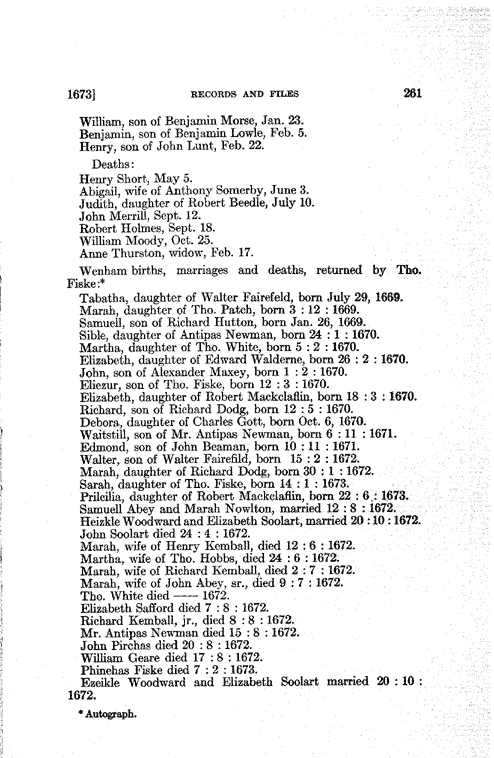 1673] RECORDS AND FILES 261
William, son of Benjamin Morse, Jan. 23.
Benjamin, son of Benjamin Lowle, Feb. 5.
Henry, son of John Lunt, Feb. 22.
Deaths:
Henry Short, May 5.
Abigail, wife of Anthony Somerby, June 3.
Judith, daughter of Robert Beedle, July 10.
John Merrill, Sept. 12.
Robert Holmes, Sept. 18.
William Moody, Oct. 25.
Anne Thurston, widow, Feb. 17.
Wenham births, marriages and deaths, returned by Tho.
Fiske:*
Tabatha, daughter of Walter Fairefeld, born July 29, 1669.
Marah, daughter of Tho. Patch, born 3 : 12 : 1669.
Samuell, son of Richard Hutton, born Jan. 26, 1669.
Sible, daughter of Antipas Newman, born 24 : 1 : 1670.
Martha, daughter of Tho. White, born 5 : 2 : 1670.
Elizabeth, daughter of Edward Walderne, born 26 : 2 : 1670.
John, son of Alexander Maxey, born 1 : 2 : 1670.
Eliezur, son of Tho. Fiske, born 12 : 3 : 1670.
Elizabeth, daughter of Robert Mackclaflin, born 18 : 3 : 1670.
Richard, son of Richard Dodg, born 12 : 5 : 1670.
Debora, daughter of Charles Gott, born Oct. 6, 1670.
Waitstill, son of Mr. Antipas Newman, born 6 : 11 : 1671.
Edmond, son of John Beaman, born 10 : 11 : 1671.
Walter, son of Walter Fairefild, born 15 : 2 : 1672.
Marah, daughter of Richard Dodg, born 30 : 1 : 1672.
Sarah, daughter of Tho. Fiske, born 14 : 1 : 1673.
Prilcilia, daughter of Robert Mackclaflin, born 22 : 6 : 1673.
Samuell Abey and Marah Nowlton, married 12 : 8 : 1672.
Heizkle Woodward and Elizabeth Soolart, married 20 : 10 : 1672.
John Soolart died 24 : 4 : 1672.
Marah, wife of Henry Kemball, died 12 : 6 : 1672.
Martha, wife of Tho. Hobbs, died 24 : 6 : 1672.
Marah, wife of Richard Kemball, died 2 : 7 : 1672.
Marah, wife of John Abey, sr., died 9 : 7 : 1672.
Tho. White died —— 1672.
Elizabeth Safford died 7 : 8 : 1672.
Richard Kemball, jr., died 8 : 8 : 1672.
Mr. Antipas Newman died 15 : 8 : 1672.
John Pirchas died 20 : 8 : 1672.
William Geare died 17 : 8 : 1672.
Phinehas Fiske died 7 : 2 : 1673.
Ezeikle Woodward and Elizabeth Soolart married 20 : 10 :
1672.
* Autograph.